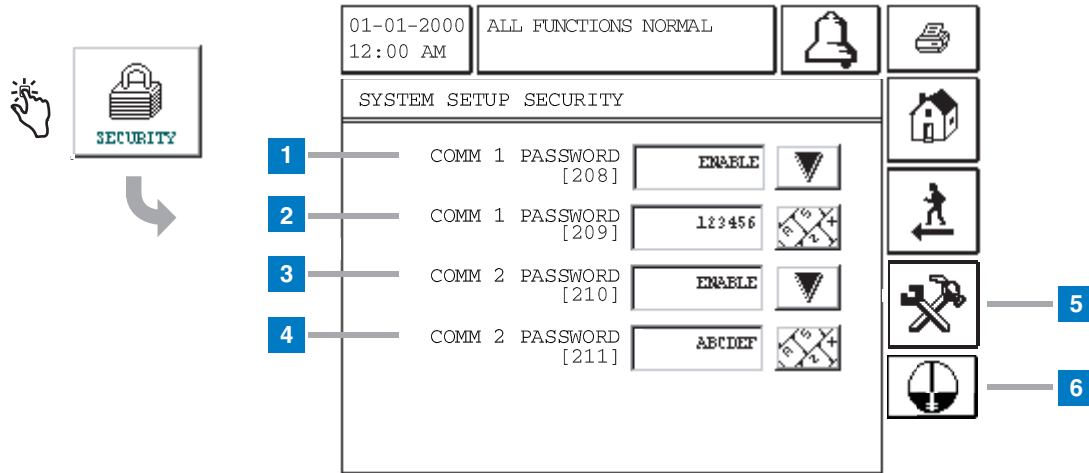 SECURITY
01-01-2000
12:00 AM
ALL FUNCTIONS NORMAL
SYSTEM SETUP SECURITY
1
COMM 1 PASSWORD
[208]
ENABLE
2
COMM 1 PASSWORD
[209]
123456
3
COMM 2 PASSWORD
[210]
ENABLE
4
COMM 2 PASSWORD
[211]
ABCDEF
5
6